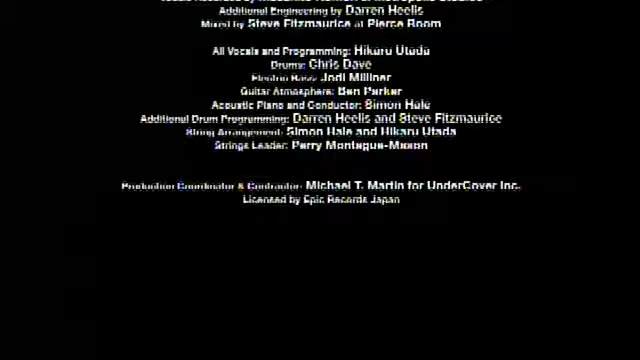 Additional Engineering by Darren Heelis
Mixed by Steve Fitzmaurice at Pierce Room
All Vocals and Programming: Hikaru Utada
Drums: Chris Dave
Electric Bass: Jodi Milliner
Guitar Atmosphere: Ben Parker
Acoustic Piano and Conductor: Simon Hale
Additional Drum Programming: Darren Heelis and Steve Fitzmaurice
String Arrangement: Simon Hale and Hikaru Utada
Strings Leader: Perry Montague-Mason
Production Coordinator & Contractor: Michael T. Martin for UnderCover Inc.
Licensed by Epic Records Japan